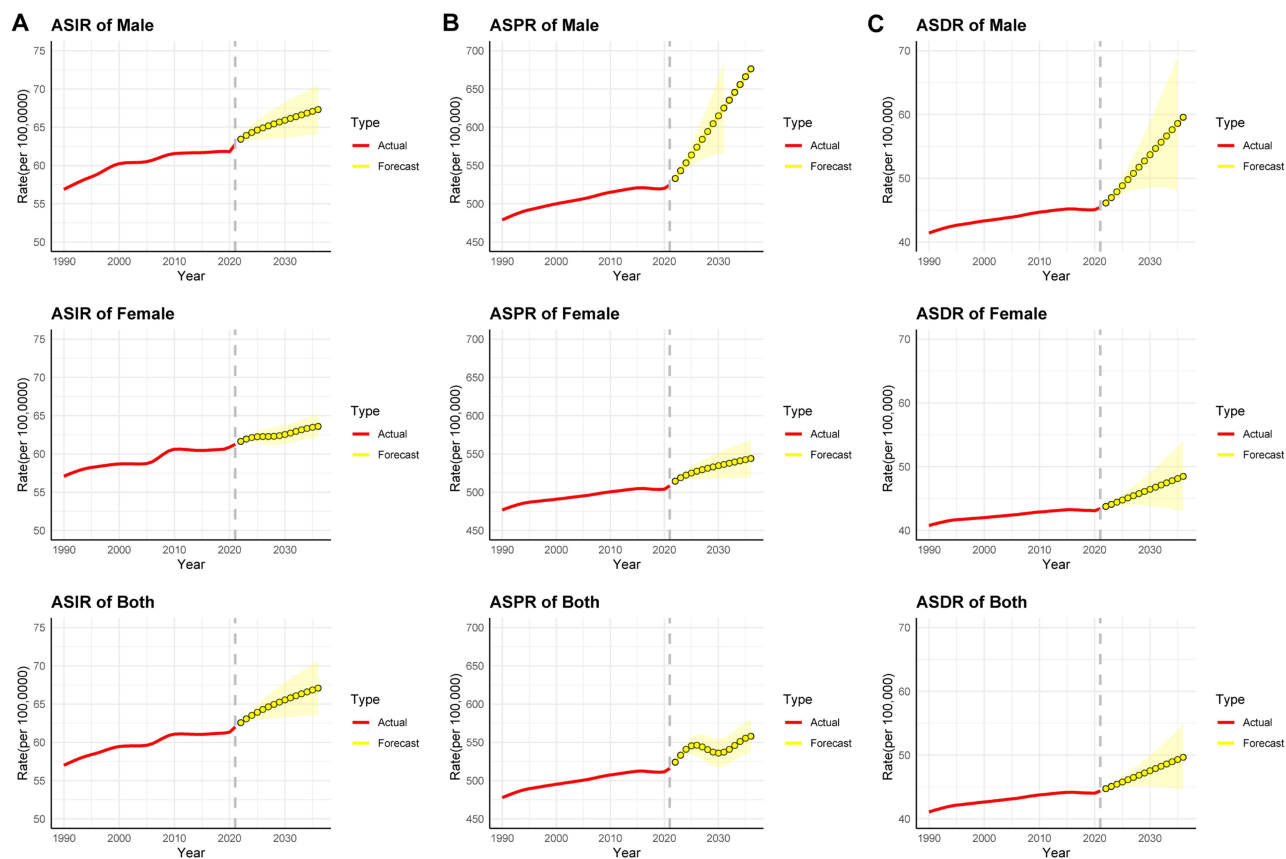 A
ASIR of Male
75
70
65
60
55
50
Rate(per 100,0000)
1990
2000
2010
2020
2030
Year
Type
Actual
Forecast
B
ASPR of Male
700
650
600
550
500
450
Rate(per 100,000)
1990
2000
2010
2020
2030
Year
Type
Actual
Forecast
C
ASDR of Male
70
60
50
40
Rate(per 100,000)
1990
2000
2010
2020
2030
Year
Type
Actual
Forecast
ASIR of Female
75
70
65
60
55
50
Rate(per 100,0000)
1990
2000
2010
2020
2030
Year
Type
Actual
Forecast
ASPR of Female
700
650
600
550
500
450
Rate(per 100,000)
1990
2000
2010
2020
2030
Year
Type
Actual
Forecast
ASDR of Female
70
60
50
40
Rate(per 100,000)
1990
2000
2010
2020
2030
Year
Type
Actual
Forecast
ASIR of Both
75
70
65
60
55
50
Rate(per 100,00000)
1990
2000
2010
2020
2030
Year
Type
Actual
Forecast
ASPR of Both
700
650
600
550
500
450
Rate(per 100,000)
1990
2000
2010
2020
2030
Year
Type
Actual
Forecast
ASDR of Both
70
60
50
40
Rate(per 100,000)
1990
2000
2010
2020
2030
Year
Type
Actual
Forecast